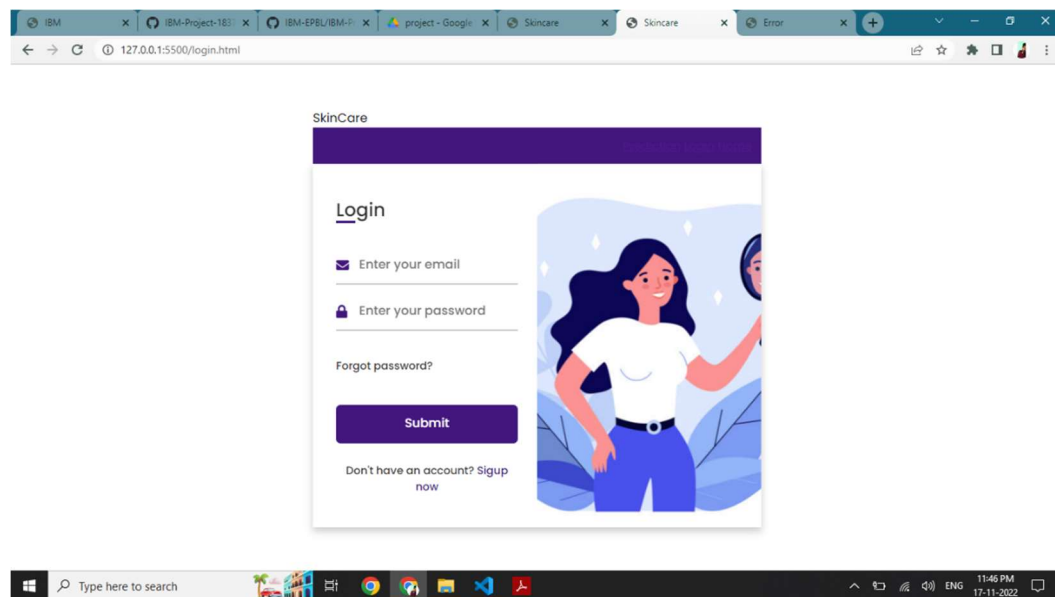 IBM
IBM-Project-183
IBM-EPBL/IBM-P
project - Google
Skincare
Skincare
Error
127.0.0.1:5500/login.html
SkinCare
Login
Enter your email
Enter your password
Forgot password?
Submit
Don't have an account? Sigup
now
Type here to search
ENG
11:46 PM
17-11-2022